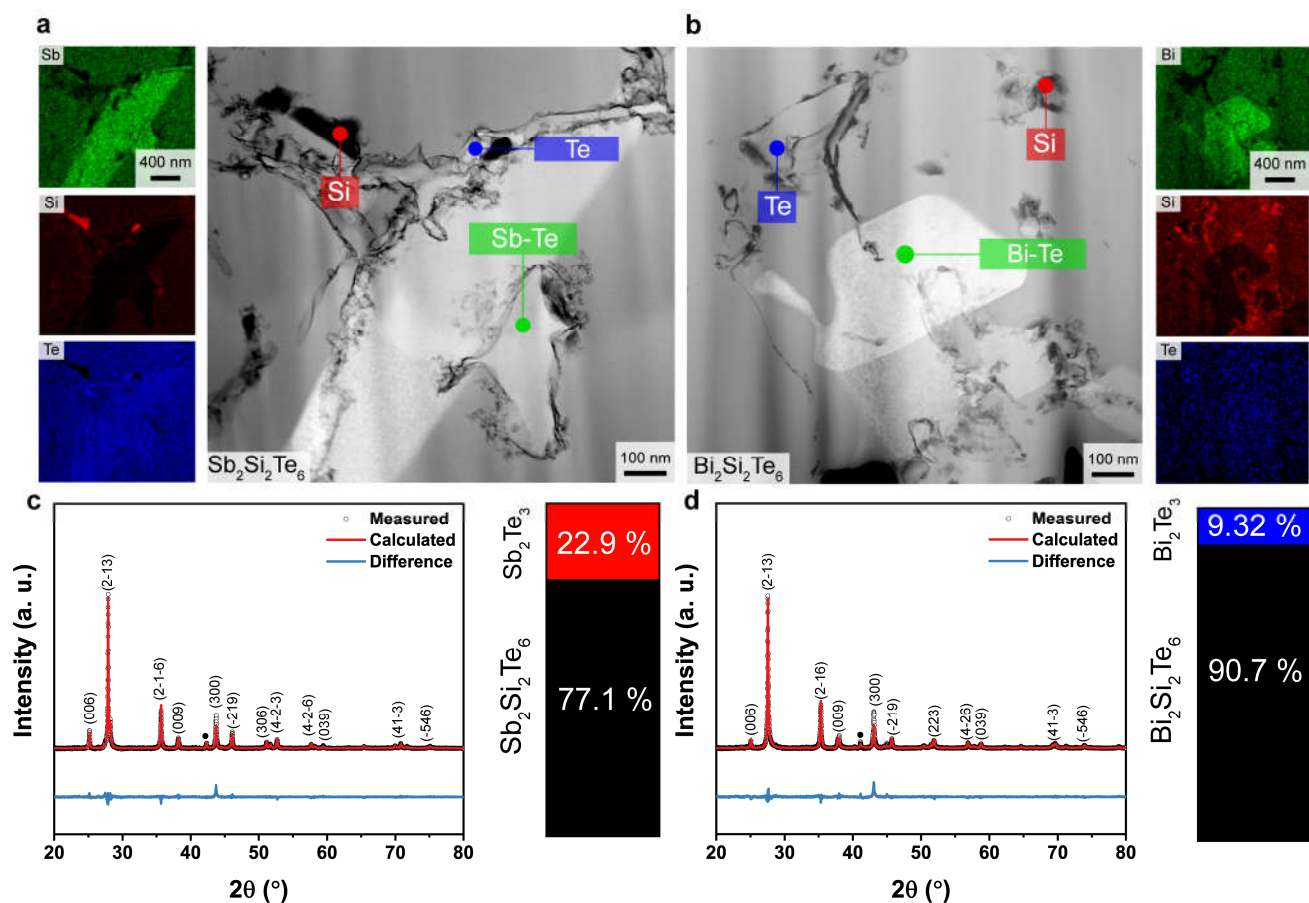 a
Sb
400 nm
Si
Te
Si
Te
Sb-Te
Sb2Si2Te6
100 nm
b
Si
Te
Bi-Te
Bi2Si2Te6
100 nm
Bi
400 nm
Si
Te
c
Measured
Calculated
Difference
(006)
(2-13)
(2-1-6)
(009)
(300)
(-219)
(306)
(4-2-3)
(4-2-6)
(039)
(41-3)
(-546)
Intensity (a. u.)
20 30 40 50 60 70 80
2θ (°)
Sb2Te3
22.9 %
Sb2Si2Te6
77.1 %
d
Measured
Calculated
Difference
(006)
(2-13)
(2-16)
(009)
(300)
(-219)
(223)
(4-26)
(039)
(41-3)
(-546)
Intensity (a. u.)
20 30 40 50 60 70 80
2θ (°)
Bi2Te3
9.32 %
Bi2Si2Te6
90.7 %